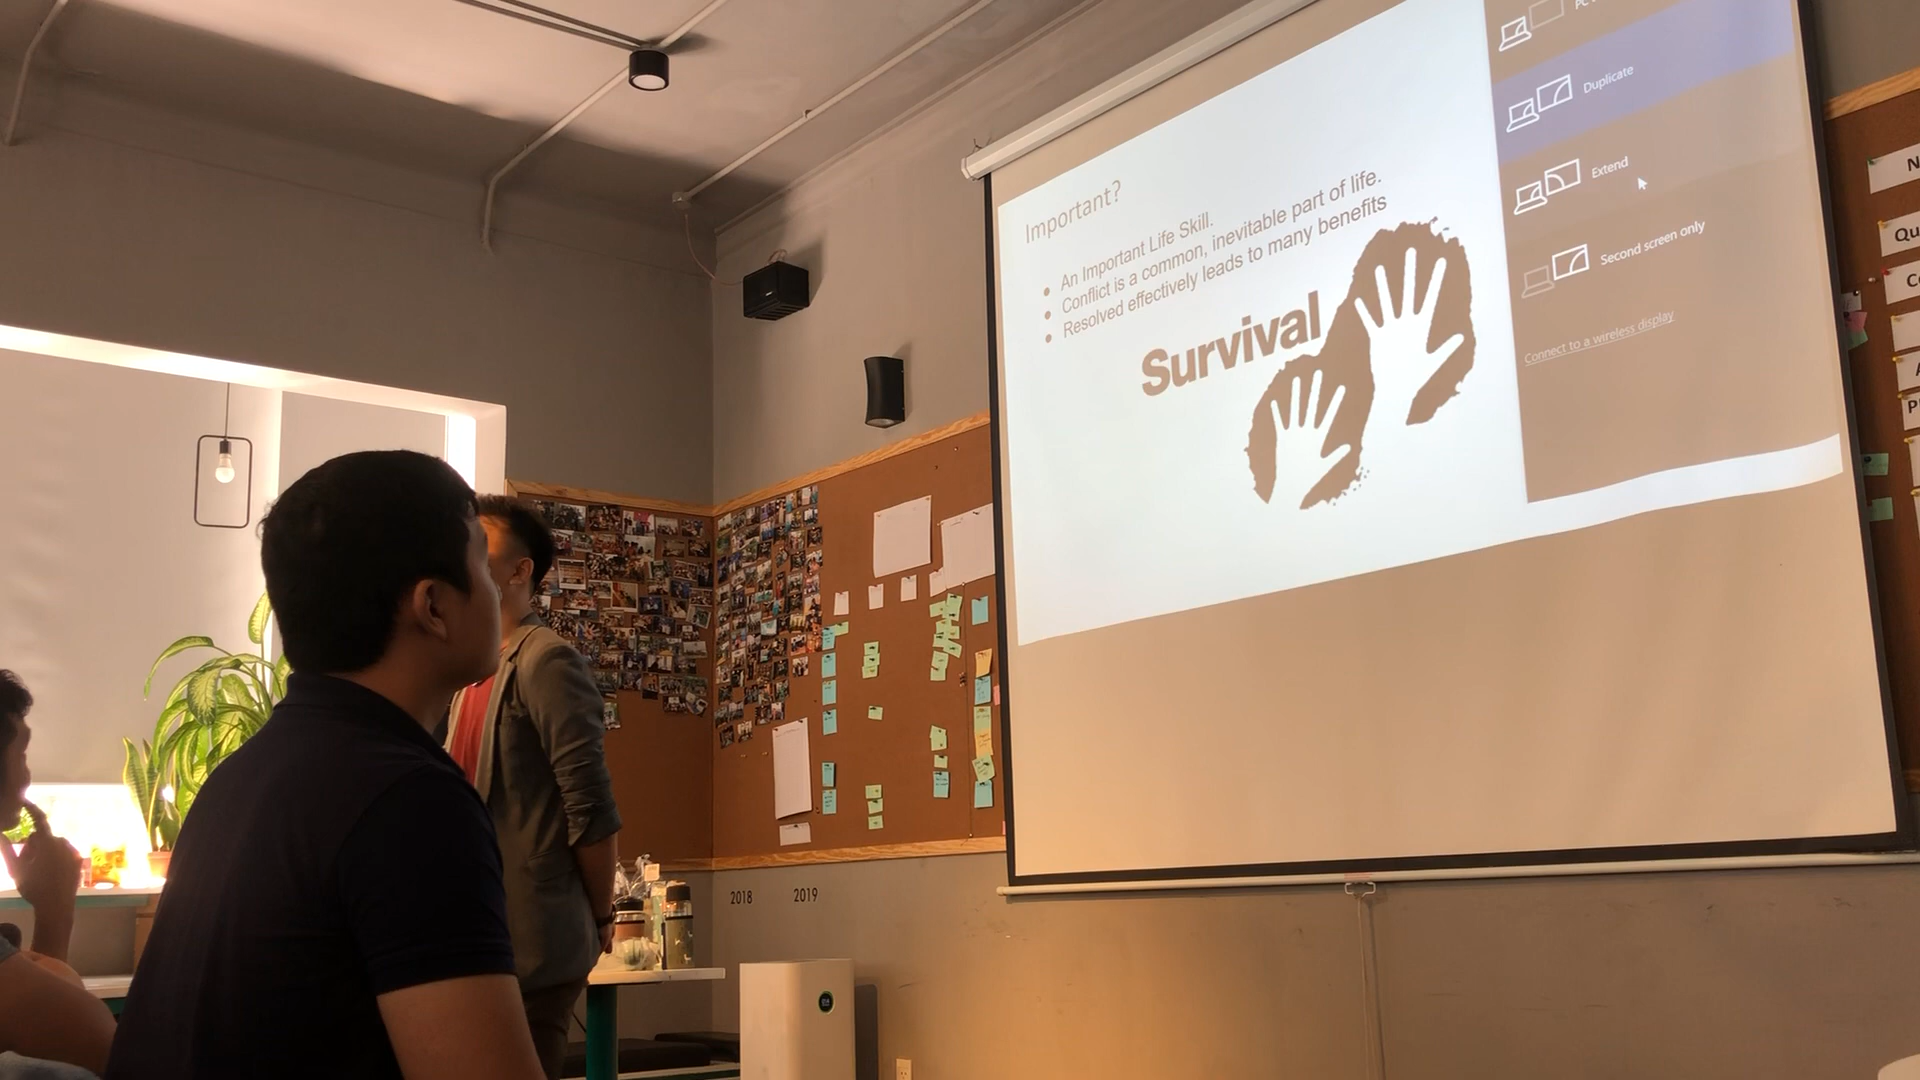 Important?
An Important Life Skill.
Conflict is a common, inevitable part of life.
Resolved effectively leads to many benefits
Survival
Duplicate
Extend
Second screen only
Connect to a wireless display
2018
2019